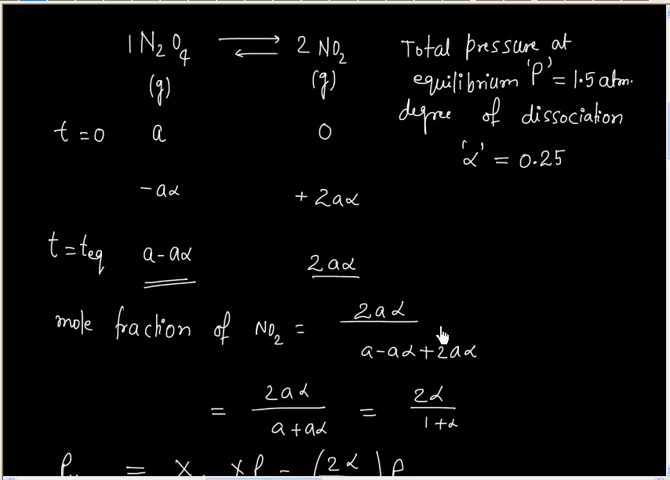 1 N₂O₄ ⇌ 2 NO₂
(g) (g)
Total pressure at
equilibrium 'P' = 1.5 atm.
degree of dissociation
'α' = 0.25
t = 0 a 0
-aα + 2aα
t = teq a - aα 2aα
mole fraction of NO₂ = 2aα / a - aα + 2aα
= 2aα / a + aα = 2α / 1 + α
= X × P = (2α) P